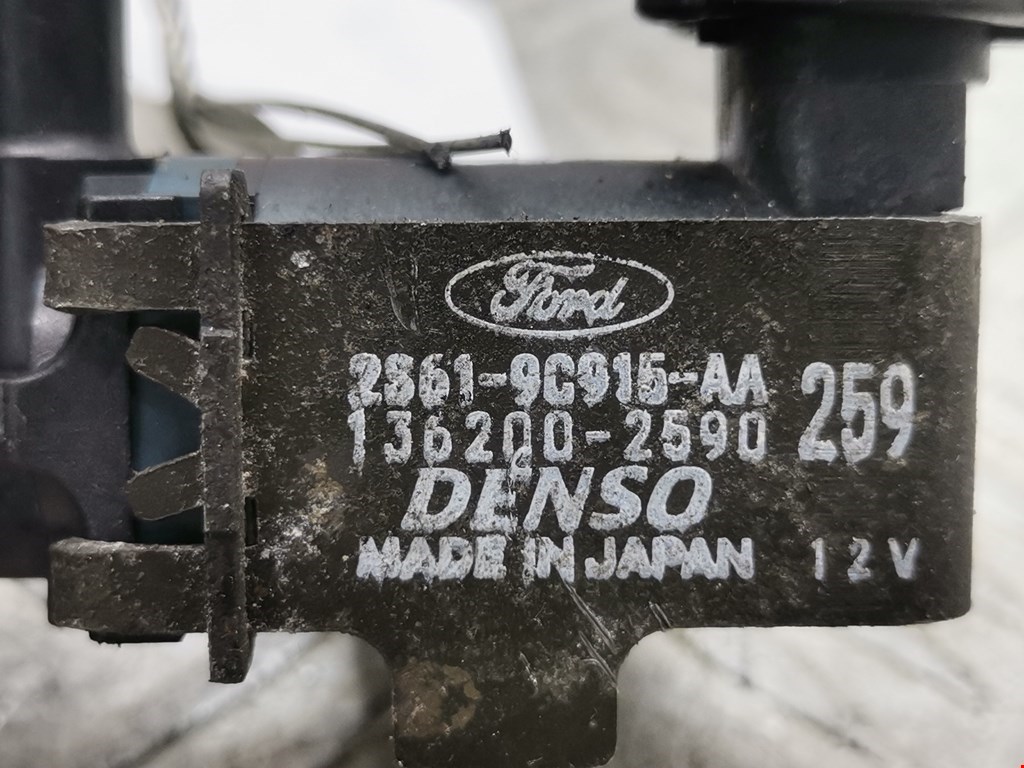 Ford
2S61-9C915-AA
136200-2590
259
DENSO
MADE IN JAPAN
12V